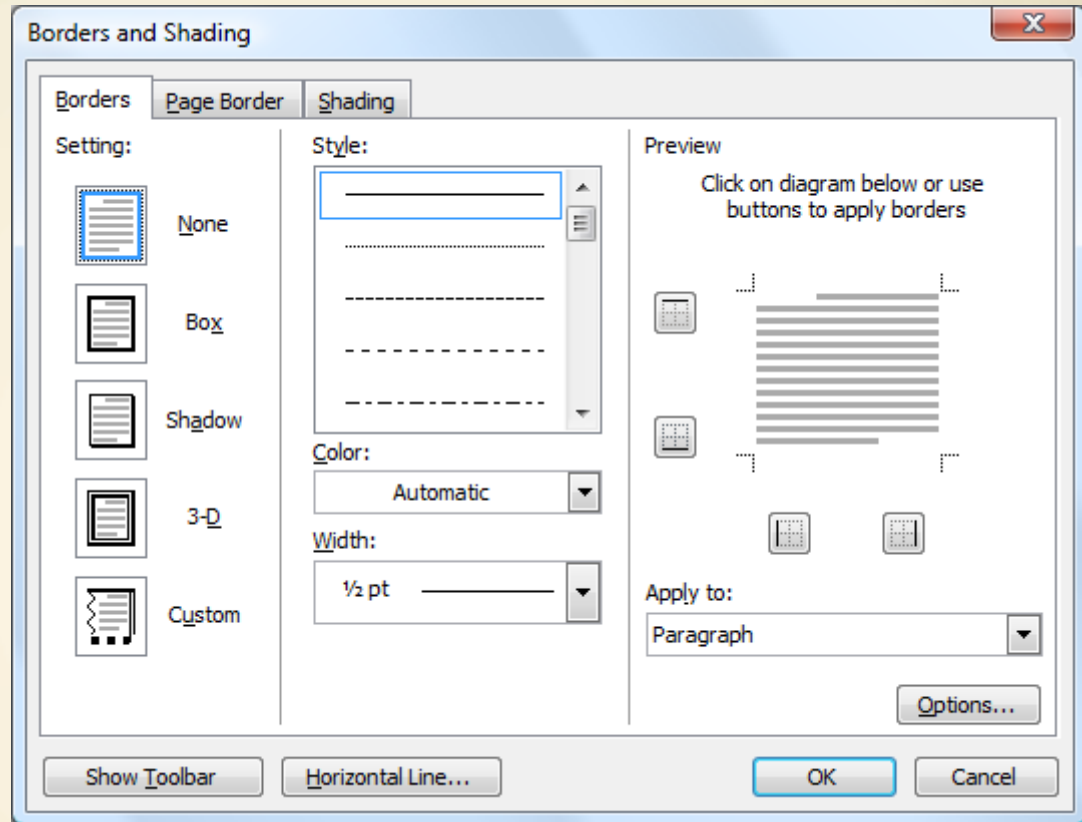 Borders and Shading
Borders
Page Border
Shading
Setting:
None
Box
Shadow
3-D
Custom
Style:
Color:
Automatic
Width:
½ pt
Preview
Click on diagram below or use
buttons to apply borders
Apply to:
Paragraph
Options...
Show Toolbar
Horizontal Line...
OK
Cancel